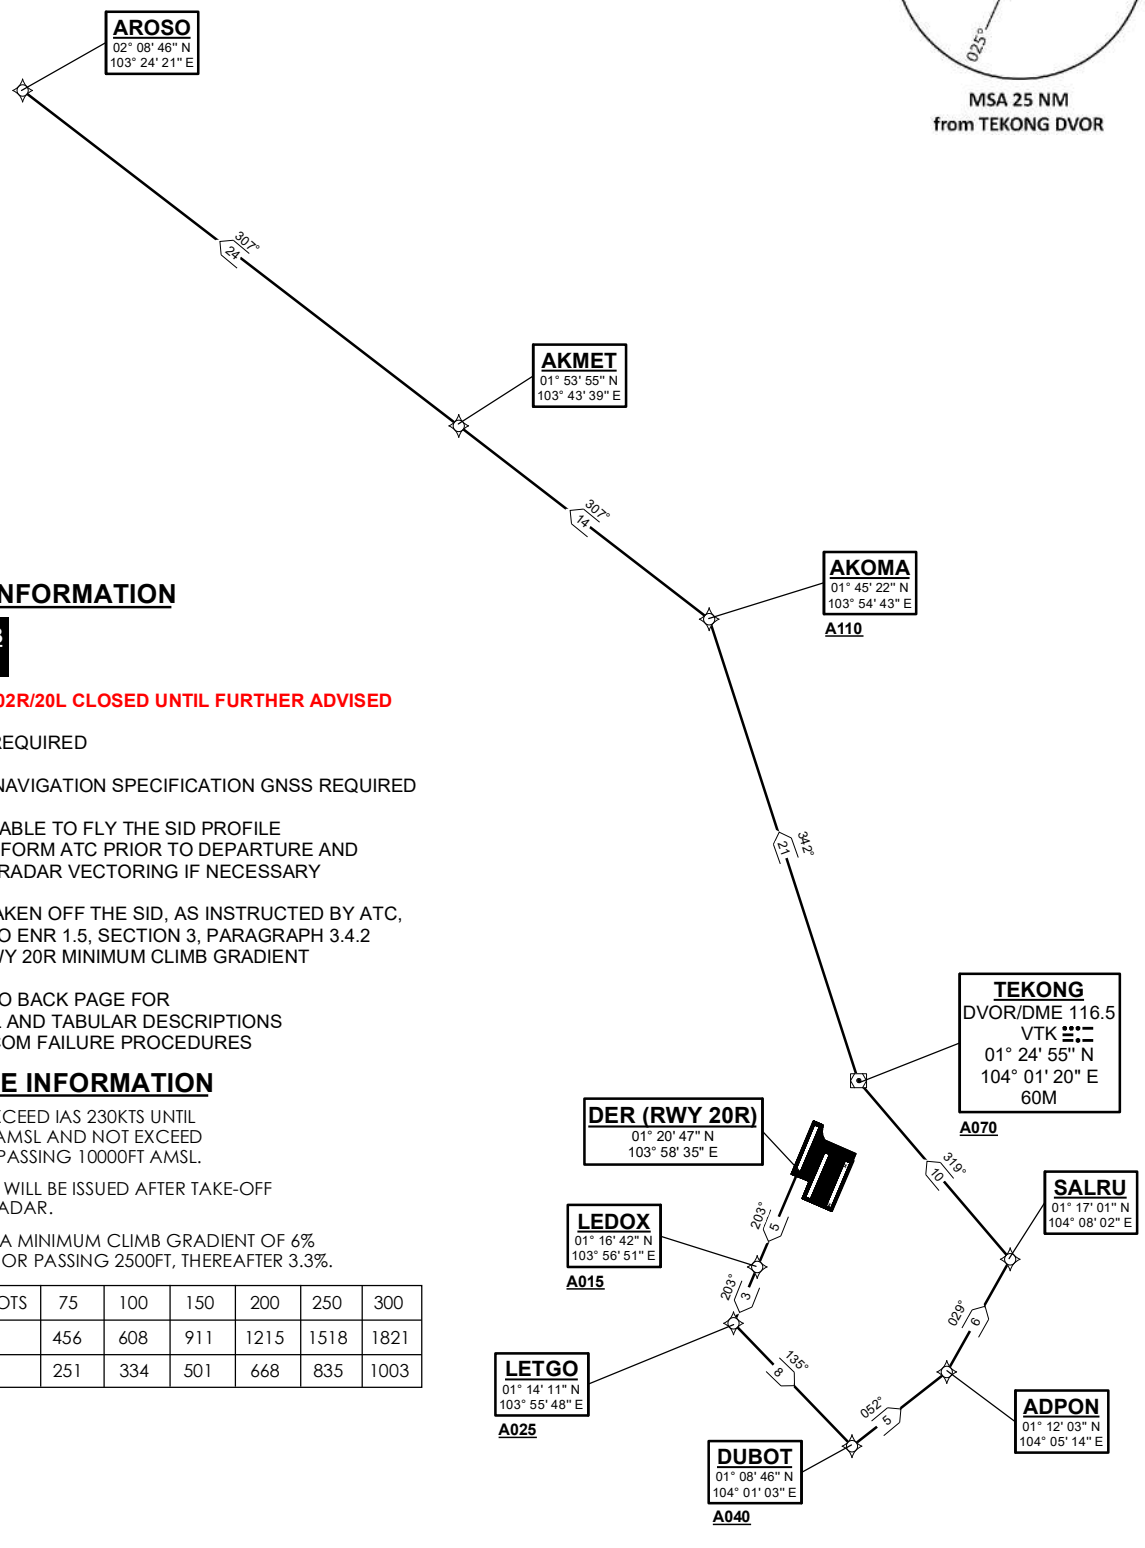 AROSO
02° 08' 46" N
103° 24' 21" E
025°
MSA 25 NM
from TEKONG DVOR
307°
24
AKMET
01° 53' 55" N
103° 43' 39" E
307°
14
AKOMA
01° 45' 22" N
103° 54' 43" E
A110
NFORMATION
02R/20L CLOSED UNTIL FURTHER ADVISED
REQUIRED
NAVIGATION SPECIFICATION GNSS REQUIRED
ABLE TO FLY THE SID PROFILE
FORM ATC PRIOR TO DEPARTURE AND
RADAR VECTORING IF NECESSARY
AKEN OFF THE SID, AS INSTRUCTED BY ATC,
O ENR 1.5, SECTION 3, PARAGRAPH 3.4.2
WY 20R MINIMUM CLIMB GRADIENT
O BACK PAGE FOR
L AND TABULAR DESCRIPTIONS
COM FAILURE PROCEDURES
342°
21
TEKONG
DVOR/DME 116.5
VTK
01° 24' 55" N
104° 01' 20" E
60M
A070
E INFORMATION
XCEED IAS 230KTS UNTIL
AMSL AND NOT EXCEED
PASSING 10000FT AMSL.
WILL BE ISSUED AFTER TAKE-OFF
ADAR.
A MINIMUM CLIMB GRADIENT OF 6%
OR PASSING 2500FT, THEREAFTER 3.3%.
OTS 75 100 150 200 250 300
456 608 911 1215 1518 1821
251 334 501 668 835 1003
DER (RWY 20R)
01° 20' 47" N
103° 58' 35" E
319°
10
SALRU
01° 17' 01" N
104° 08' 02" E
LEDOX
01° 16' 42" N
103° 56' 51" E
A015
203°
5
203°
3
029°
6
LETGO
01° 14' 11" N
103° 55' 48" E
A025
135°
8
052°
5
ADPON
01° 12' 03" N
104° 05' 14" E
DUBOT
01° 08' 46" N
104° 01' 03" E
A040